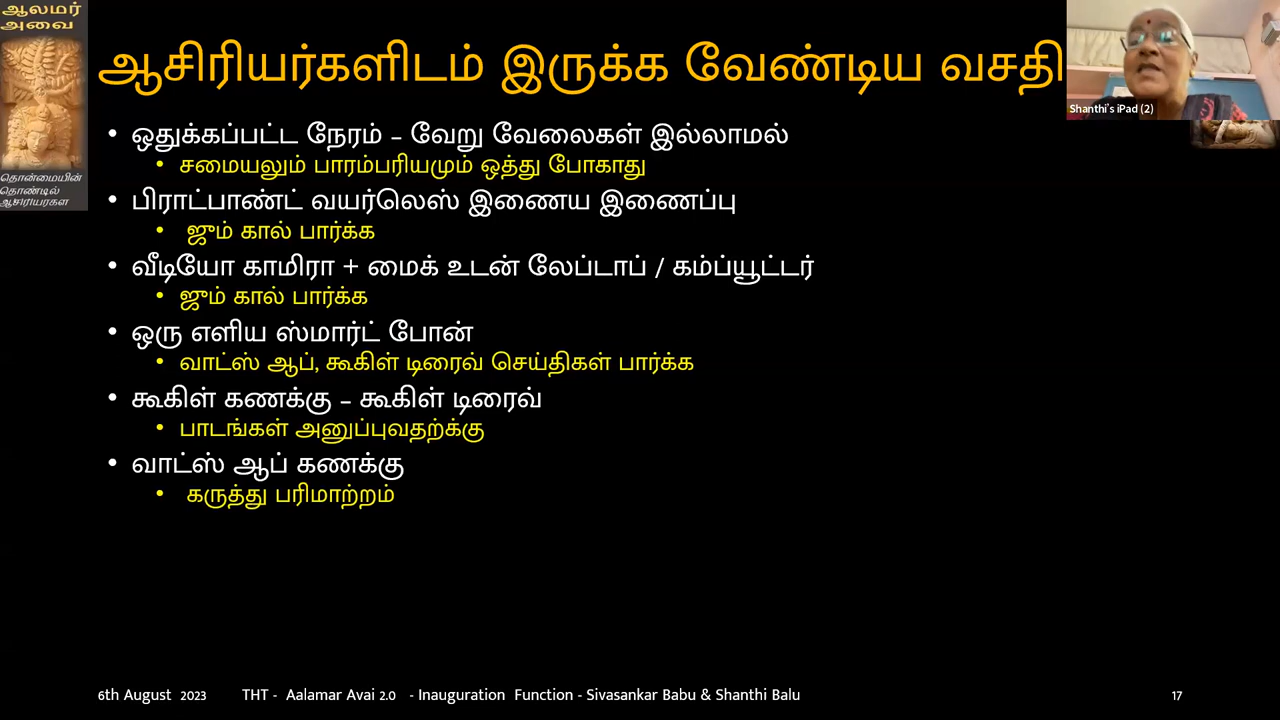 ஆலமர்
அவை
ஆசிரியர்களிடம் இருக்க வேண்டிய வசதி
Shanthi's iPad (2)
• ஒதுக்கப்பட்ட நேரம் – வேறு வேலைகள் இல்லாமல்
• சமையலும் பாரம்பரியமும் ஒத்து போகாது
தொன்மையின்
தொண்டில்
ஆசிரியர்கள்
• பிராட்பாண்ட் வயர்லெஸ் இணைய இணைப்பு
• ஜும் கால் பார்க்க
• வீடியோ காமிரா + மைக் உடன் லேப்டாப் / கம்ப்யூட்டர்
• ஜும் கால் பார்க்க
• ஒரு எளிய ஸ்மார்ட் போன்
• வாட்ஸ் ஆப், கூகிள் டிரைவ் செய்திகள் பார்க்க
• கூகிள் கணக்கு – கூகிள் டிரைவ்
• பாடங்கள் அனுப்புவதற்க்கு
• வாட்ஸ் ஆப் கணக்கு
• கருத்து பரிமாற்றம்
6th August 2023 THT - Aalamar Avai 2.0 - Inauguration Function - Sivasankar Babu & Shanthi Balu 17